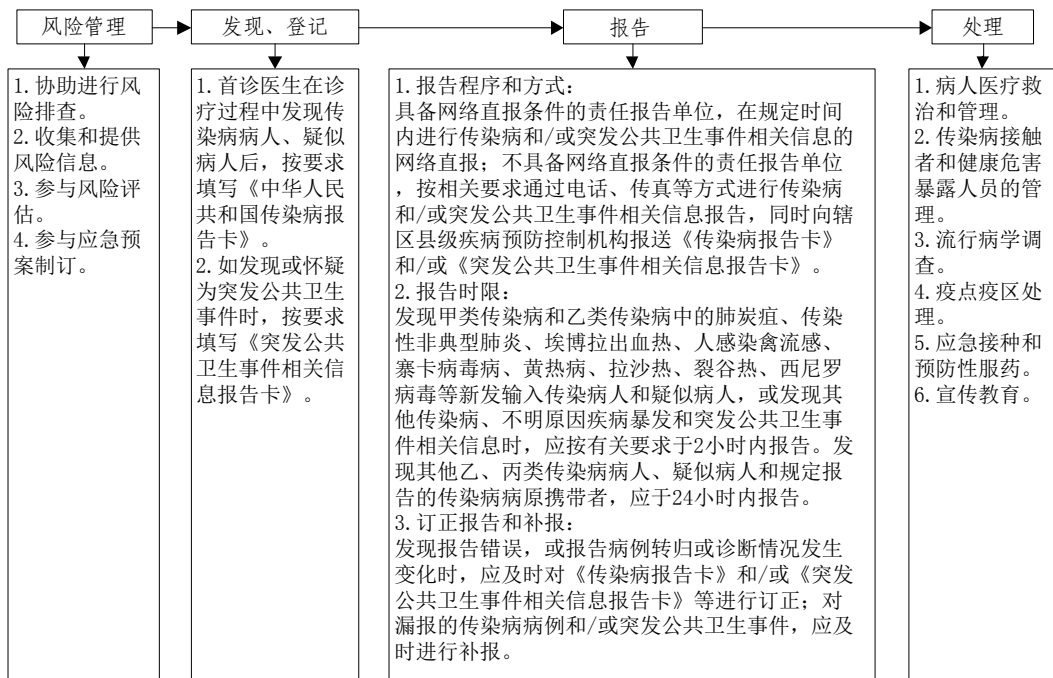 风险管理
发现、登记
报告
处理
1.协助进行风
险排查。
2.收集和提供
风险信息。
3.参与风险评
估。
4.参与应急预
案制订。
1.首诊医生在诊
疗过程中发现传
染病病人、疑似
病人后，按要求
填写《中华人民
共和国传染病报
告卡》。
2.如发现或怀疑
为突发公共卫生
事件时，按要求
填写《突发公共
卫生事件相关信
息报告卡》。
1.报告程序和方式：
具备网络直报条件的责任报告单位，在规定时间
内进行传染病和/或突发公共卫生事件相关信息的
网络直报；不具备网络直报条件的责任报告单位
，按相关要求通过电话、传真等方式进行传染病
和/或突发公共卫生事件相关信息报告，同时向辖
区县级疾病预防控制机构报送《传染病报告卡》
和/或《突发公共卫生事件相关信息报告卡》。
2.报告时限：
发现甲类传染病和乙类传染病中的肺炭疽、传染
性非典型肺炎、埃博拉出血热、人感染禽流感、
寨卡病毒病、黄热病、拉沙热、裂谷热、西尼罗
病毒等新发输入传染病人和疑似病人，或发现其
他传染病、不明原因疾病暴发和突发公共卫生事
件相关信息时，应按有关要求于2小时内报告。发
现其他乙、丙类传染病病人、疑似病人和规定报
告的传染病病原携带者，应于24小时内报告。
3.订正报告和补报：
发现报告错误，或报告病例转归或诊断情况发生
变化时，应及时对《传染病报告卡》和/或《突发
公共卫生事件相关信息报告卡》等进行订正；对
漏报的传染病病例和/或突发公共卫生事件，应及
时进行补报。
1.病人医疗救
治和管理。
2.传染病接触
者和健康危害
暴露人员的管
理。
3.流行病学调
查。
4.疫点疫区处
理。
5.应急接种和
预防性服药。
6.宣传教育。